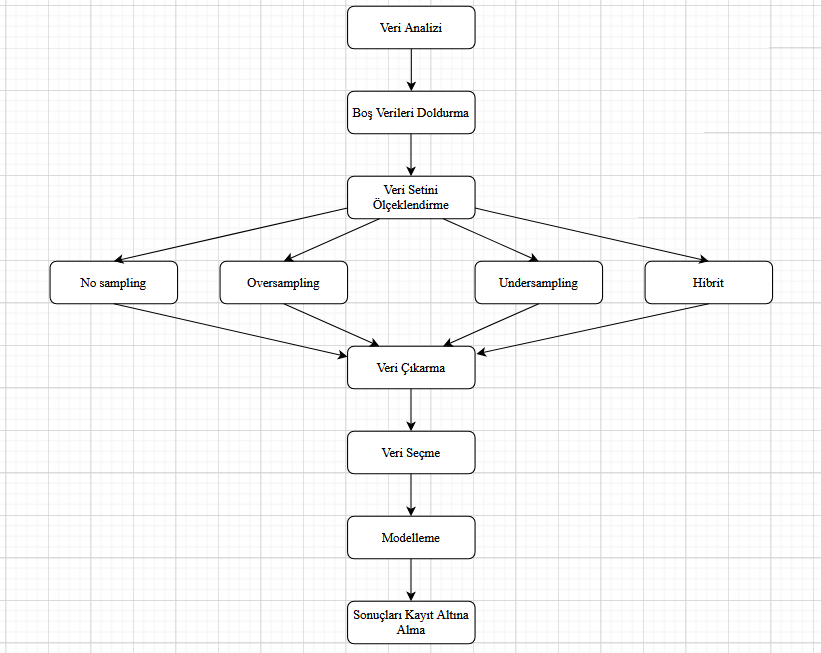 Veri Analizi
Boş Verileri Doldurma
Veri Setini
Ölçeklendirme
No sampling
Oversampling
Undersampling
Hibrit
Veri Çıkarma
Veri Seçme
Modelleme
Sonuçları Kayıt Altına
Alma